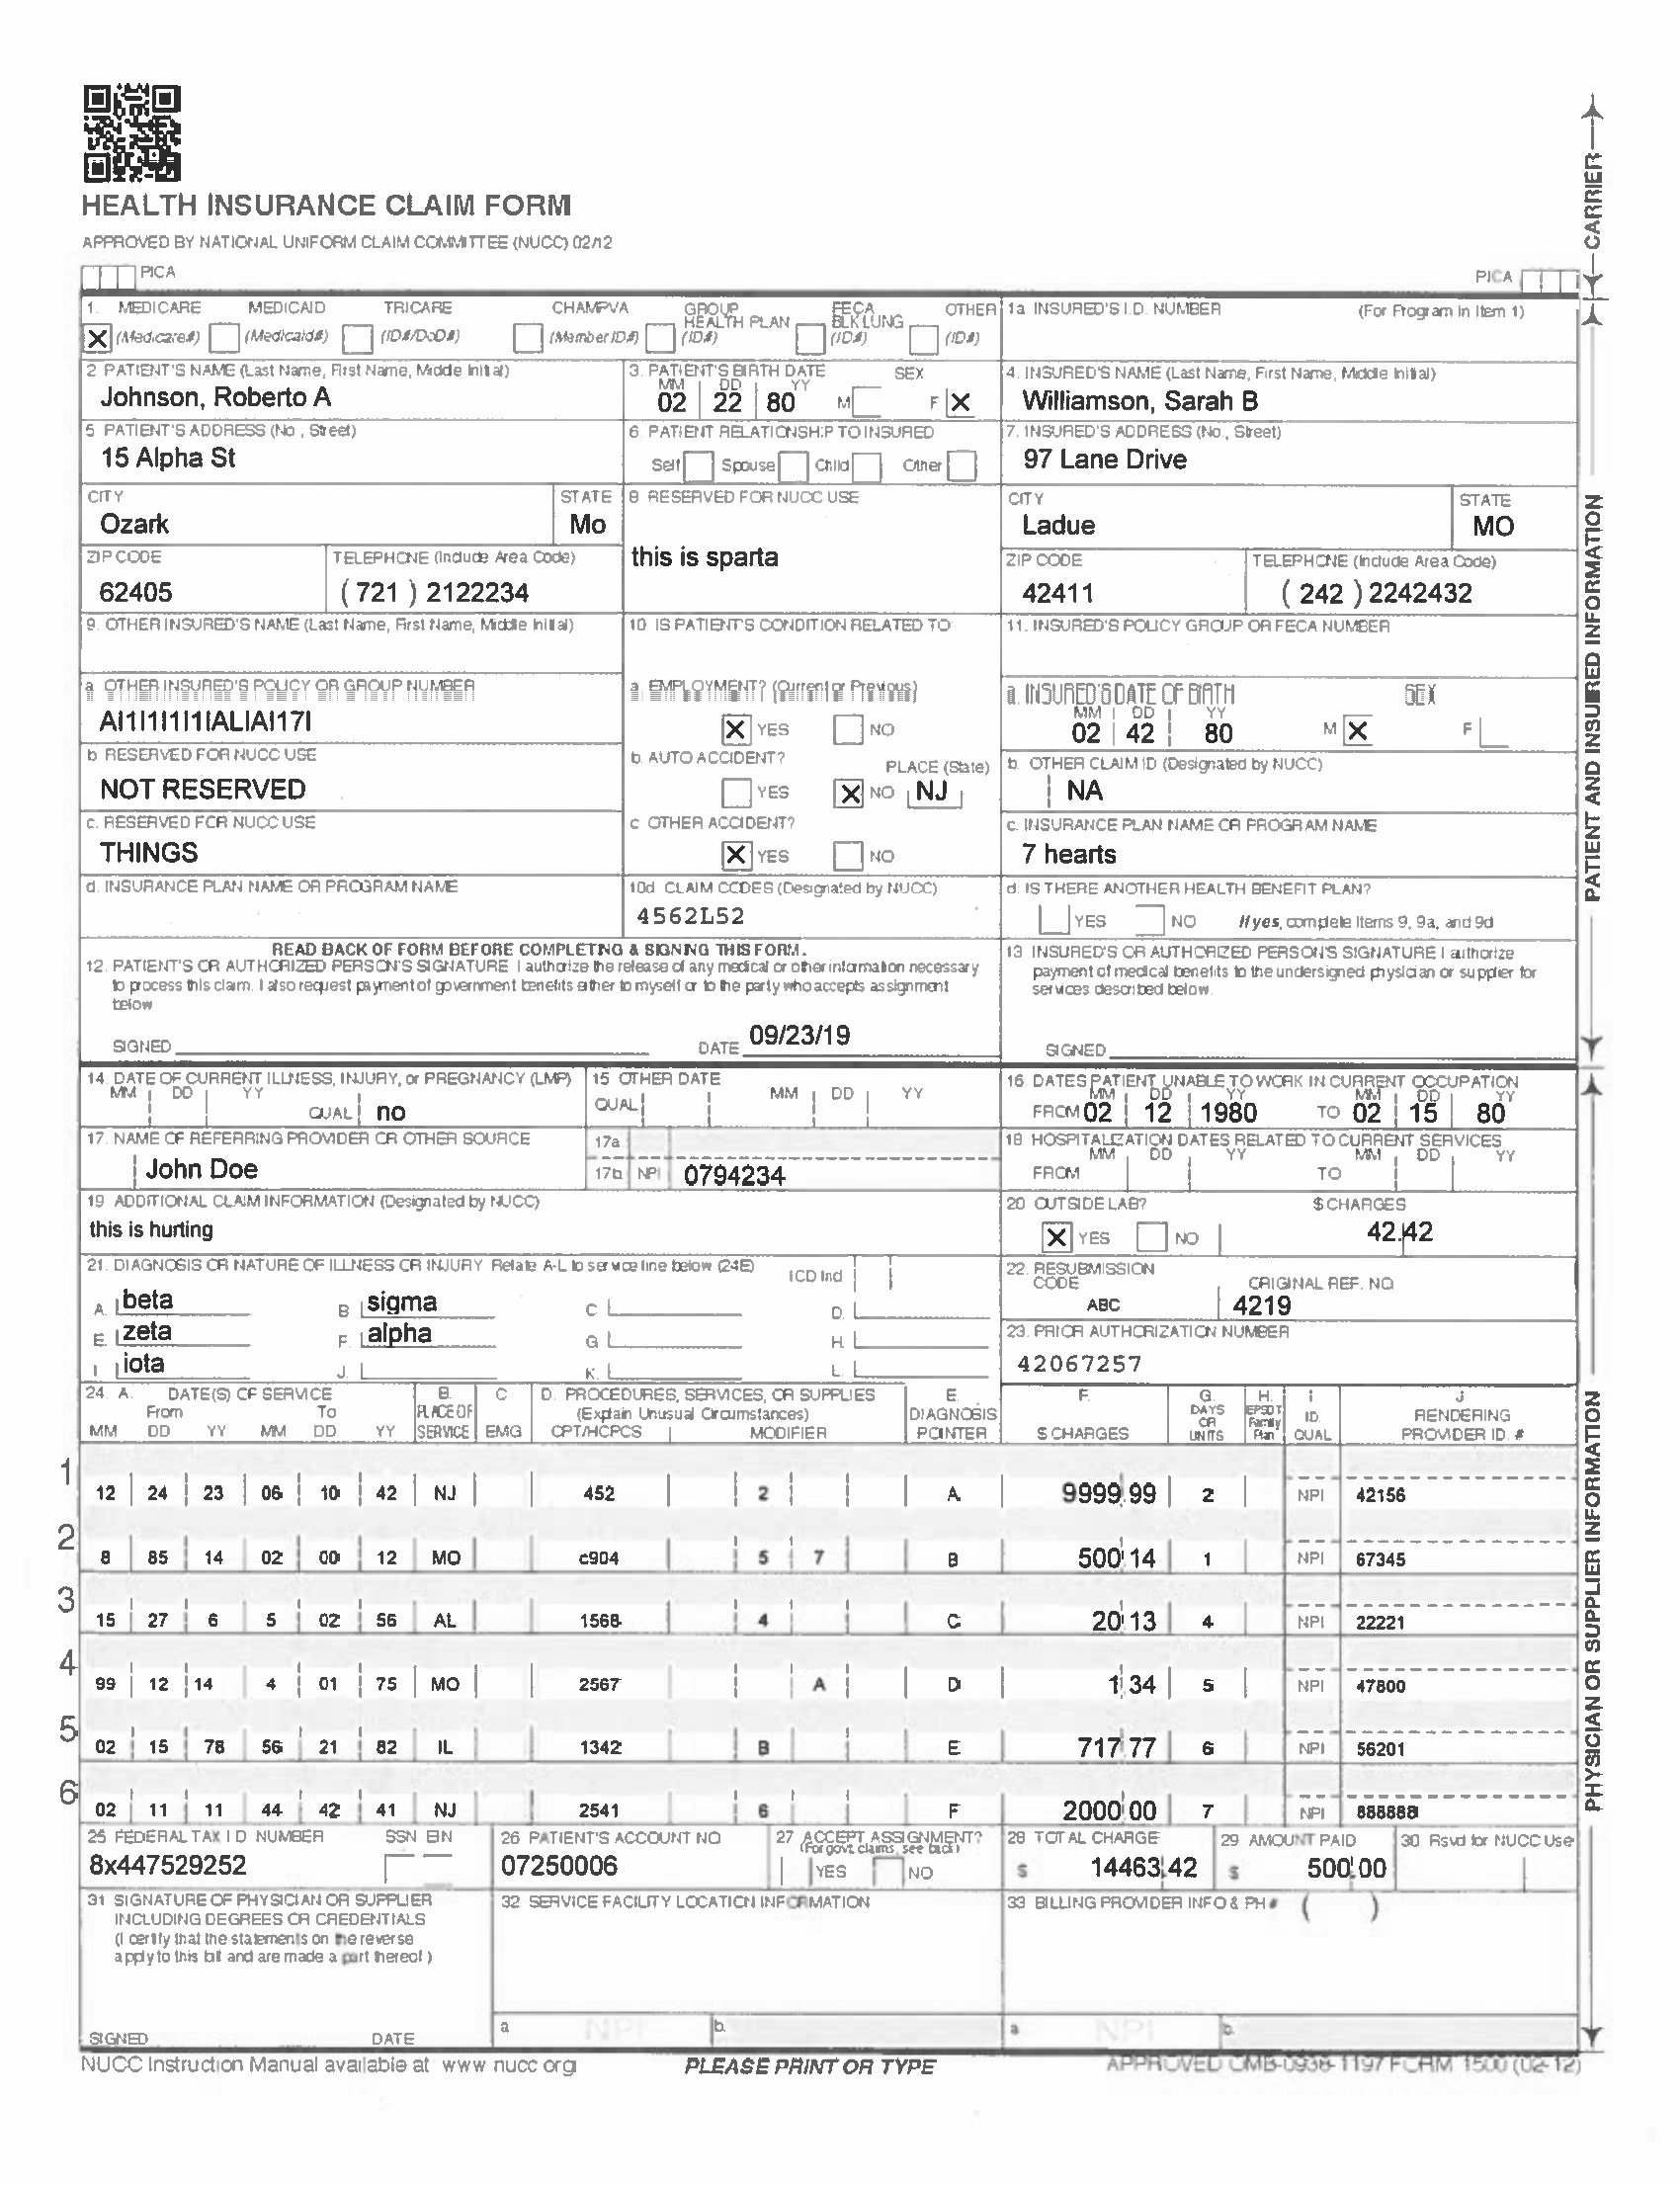 HEALTH INSURANCE CLAIM FORM
APPROVED BY NATIONAL UNIFORM CLAIM COMMITTEE (NUCC) 02/12
PICA PICA
CARRIER
1. MEDICARE MEDICAID TRICARE CHAMPVA GROUP HEALTH PLAN FECA BLK LUNG OTHER 1a INSURED'S I.D. NUMBER (For Program in Item 1)
X (Medicare#) (Medicaid#) (ID#/DoD#) (Member ID#) (ID#) (ID#) (ID#)
2 PATIENT'S NAME (Last Name, First Name, Middle Initial) 3. PATIENT'S BIRTH DATE SEX 4. INSURED'S NAME (Last Name, First Name, Middle Initial)
MM DD YY
Johnson, Roberto A 02 22 80 M F X Williamson, Sarah B
5 PATIENT'S ADDRESS (No., Street) 6. PATIENT RELATIONSHIP TO INSURED 7. INSURED'S ADDRESS (No., Street)
15 Alpha St Self Spouse Child Other 97 Lane Drive
CITY STATE 8 RESERVED FOR NUCC USE CITY STATE
Ozark Mo Ladue MO
ZIP CODE TELEPHONE (Include Area Code) this is sparta ZIP CODE TELEPHONE (Include Area Code)
62405 ( 721 ) 2122234 42411 ( 242 ) 2242432
9. OTHER INSURED'S NAME (Last Name, First Name, Middle Initial) 10 IS PATIENT'S CONDITION RELATED TO 11. INSURED'S POLICY GROUP OR FECA NUMBER
a OTHER INSURED'S POLICY OR GROUP NUMBER a EMPLOYMENT? (Current or Previous) a. INSURED'S DATE OF BIRTH SEX
MM DD YY
X YES NO 02 42 80 M X F
b RESERVED FOR NUCC USE b. AUTO ACCIDENT? PLACE (State) b. OTHER CLAIM ID (Designated by NUCC)
NOT RESERVED YES X NO NJ NA
c. RESERVED FOR NUCC USE c OTHER ACCIDENT? c. INSURANCE PLAN NAME OR PROGRAM NAME
THINGS X YES NO 7 hearts
d. INSURANCE PLAN NAME OR PROGRAM NAME 10d CLAIM CODES (Designated by NUCC) d. IS THERE ANOTHER HEALTH BENEFIT PLAN?
4562L52 YES NO If yes, complete Items 9, 9a, and 9d
READ BACK OF FORM BEFORE COMPLETING & SIGNING THIS FORM.
12. PATIENT'S OR AUTHORIZED PERSON'S SIGNATURE I authorize the release of any medical or other information necessary
to process this claim. I also request payment of government benefits either to myself or to the party who accepts assignment
below
SIGNED DATE 09/23/19
13 INSURED'S OR AUTHORIZED PERSON'S SIGNATURE I authorize
payment of medical benefits to the undersigned physician or supplier for
services described below.
SIGNED
PATIENT AND INSURED INFORMATION
14. DATE OF CURRENT ILLNESS, INJURY, or PREGNANCY (LMP) 15 OTHER DATE 16. DATES PATIENT UNABLE TO WORK IN CURRENT OCCUPATION
MM DD YY MM DD YY MM DD YY MM DD YY
QUAL no QUAL FROM 02 12 1980 TO 02 15 80
17. NAME OF REFERRING PROVIDER OR OTHER SOURCE 17a 18 HOSPITALIZATION DATES RELATED TO CURRENT SERVICES
MM DD YY MM DD YY
John Doe 17b NPI 0794234 FROM TO
19 ADDITIONAL CLAIM INFORMATION (Designated by NUCC) 20 OUTSIDE LAB? $ CHARGES
this is hurting X YES NO 42.42
21. DIAGNOSIS OR NATURE OF ILLNESS OR INJURY Relate A-L to service line below (24E) ICD Ind 22. RESUBMISSION CODE ORIGINAL REF. NO
A. beta B sigma C D. ABC 4219
E. zeta F. alpha G H. 23. PRIOR AUTHORIZATION NUMBER
I iota J. K. L. 42067257
24. A. DATE(S) OF SERVICE B. C D. PROCEDURES, SERVICES, OR SUPPLIES E. F. G. H. I. J
From To PLACE OF (Explain Unusual Circumstances) DIAGNOSIS DAYS OR EPSDT Family ID. RENDERING
MM DD YY MM DD YY SERVICE EMG CPT/HCPCS MODIFIER POINTER $ CHARGES UNITS Plan QUAL PROVIDER ID. #
1 12 24 23 06 10 42 NJ 452 2 A 9999 99 2 NPI 42156
2 8 85 14 02 00 12 MO c904 5 7 B 500 14 1 NPI 67345
3 15 27 6 5 02 56 AL 1568 4 C 20 13 4 NPI 22221
4 99 12 14 4 01 75 MO 2567 A D 1 34 5 NPI 47800
5 02 15 78 56 21 82 IL 1342 B E 717 77 6 NPI 56201
6 02 11 11 44 42 41 NJ 2541 6 F 2000 00 7 NPI 888888
25 FEDERAL TAX I D NUMBER SSN EIN 26 PATIENT'S ACCOUNT NO 27 ACCEPT ASSIGNMENT? 28 TOTAL CHARGE 29 AMOUNT PAID 30 Rsvd for NUCC Use
(For govt. claims, see back)
8x447529252 07250006 YES NO $ 14463 42 $ 500 00
31 SIGNATURE OF PHYSICIAN OR SUPPLIER 32 SERVICE FACILITY LOCATION INFORMATION 33 BILLING PROVIDER INFO & PH # ( )
INCLUDING DEGREES OR CREDENTIALS
(I certify that the statements on the reverse
apply to this bill and are made a part thereof)
SIGNED DATE a NPI b. a NPI b.
PHYSICIAN OR SUPPLIER INFORMATION
NUCC Instruction Manual available at www nucc org PLEASE PRINT OR TYPE APPROVED OMB-0938-1197 FORM 1500 (02-12)